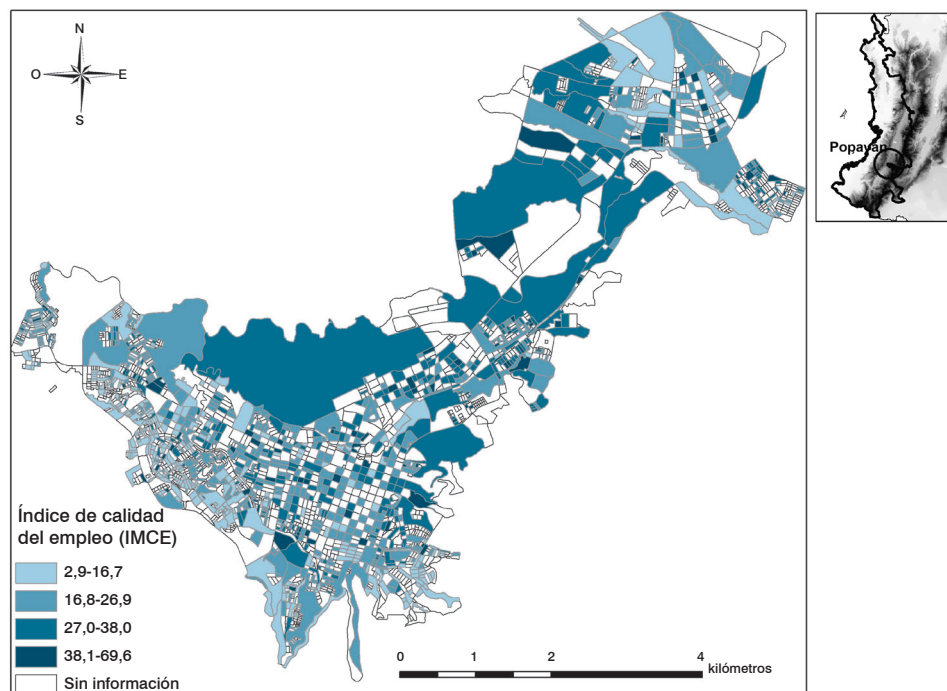 N
O
E
S
Popayán
Índice de calidad
del empleo (IMCE)
2,9-16,7
16,8-26,9
27,0-38,0
38,1-69,6
Sin información
0
1
2
4
kilómetros